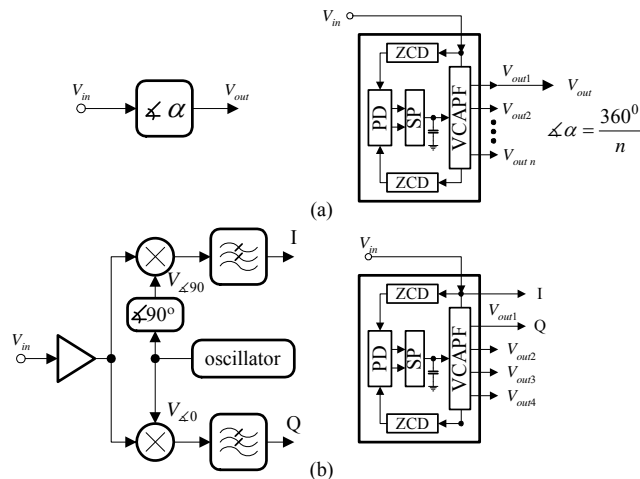 V_in
∡ α
V_out
V_in
ZCD
PD
SP
VCAPF
ZCD
V_out1
V_out
V_out2
V_out n
∡α = 360⁰ / n
(a)
I
V_∡90
∡90º
V_in
oscillator
V_∡0
Q
V_in
ZCD
PD
SP
VCAPF
ZCD
I
V_out1
Q
V_out2
V_out3
V_out4
(b)